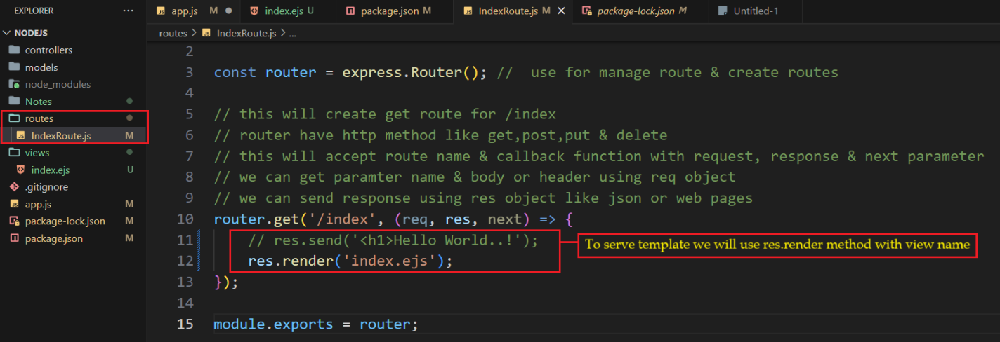 EXPLORER ...
NODEJS
controllers
models
node_modules
Notes
routes
IndexRoute.js M
views
index.ejs U
.gitignore
app.js M
package-lock.json M
package.json M
app.js M
index.ejs U
package.json M
IndexRoute.js M
package-lock.json M
Untitled-1
routes > IndexRoute.js > ...
2
3 const router = express.Router(); //  use for manage route & create routes
4
5 // this will create get route for /index
6 // router have http method like get,post,put & delete
7 // this will accept route name & callback function with request, response & next parameter
8 // we can get paramter name & body or header using req object
9 // we can send response using res object like json or web pages
10 router.get('/index', (req, res, next) => {
11 // res.send('<h1>Hello World..!');
12 res.render('index.ejs');
13 });
14
15 module.exports = router;
To serve template we will use res.render method with view name